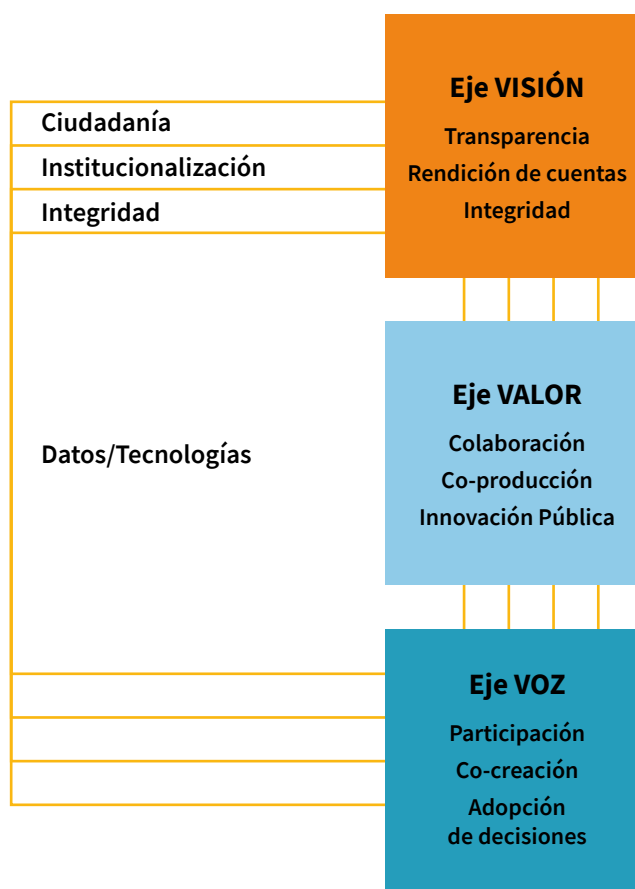 Ciudadanía
Institucionalización
Integridad
Datos/Tecnologías
Eje VISIÓN
Transparencia
Rendición de cuentas
Integridad
Eje VALOR
Colaboración
Co-producción
Innovación Pública
Eje VOZ
Participación
Co-creación
Adopción
de decisiones